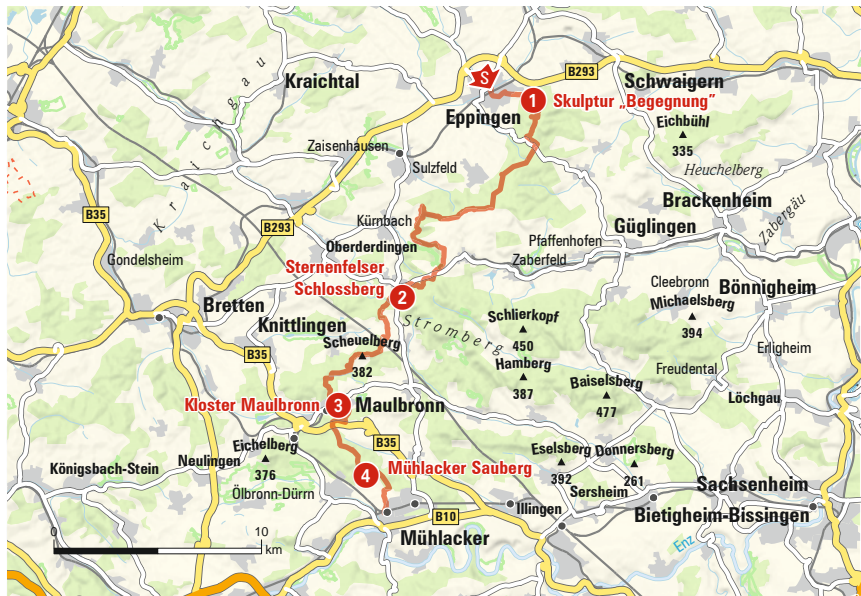 Kraichtal
S
B293
Schwaigern
1
Skulptur „Begegnung”
Eppingen
Eichbühl
335
Zaisenhausen
Sulzfeld
Heuchelberg
Kraichgau
Brackenheim
B35
Kürnbach
B293
Güglingen
Zabergäu
Oberderdingen
Pfaffenhofen
Zaberfeld
Gondelsheim
Sternenfelser
Schlossberg
2
Cleebronn
Bönnigheim
Michaelsberg
394
Bretten
Knittlingen
Stromberg
Schlierkopf
450
Scheuelberg
382
Erligheim
B35
Hamberg
387
Freudental
Baiselsberg
477
Löchgau
Kloster Maulbronn
3
Maulbronn
Eichelberg
376
B35
Eselsberg
392
Donnersberg
261
Neulingen
Königsbach-Stein
4
Mühlacker Sauberg
Sachsenheim
Ölbronn-Dürrn
Sersheim
Illingen
Bietigheim-Bissingen
B10
Mühlacker
Enz
0
10
km